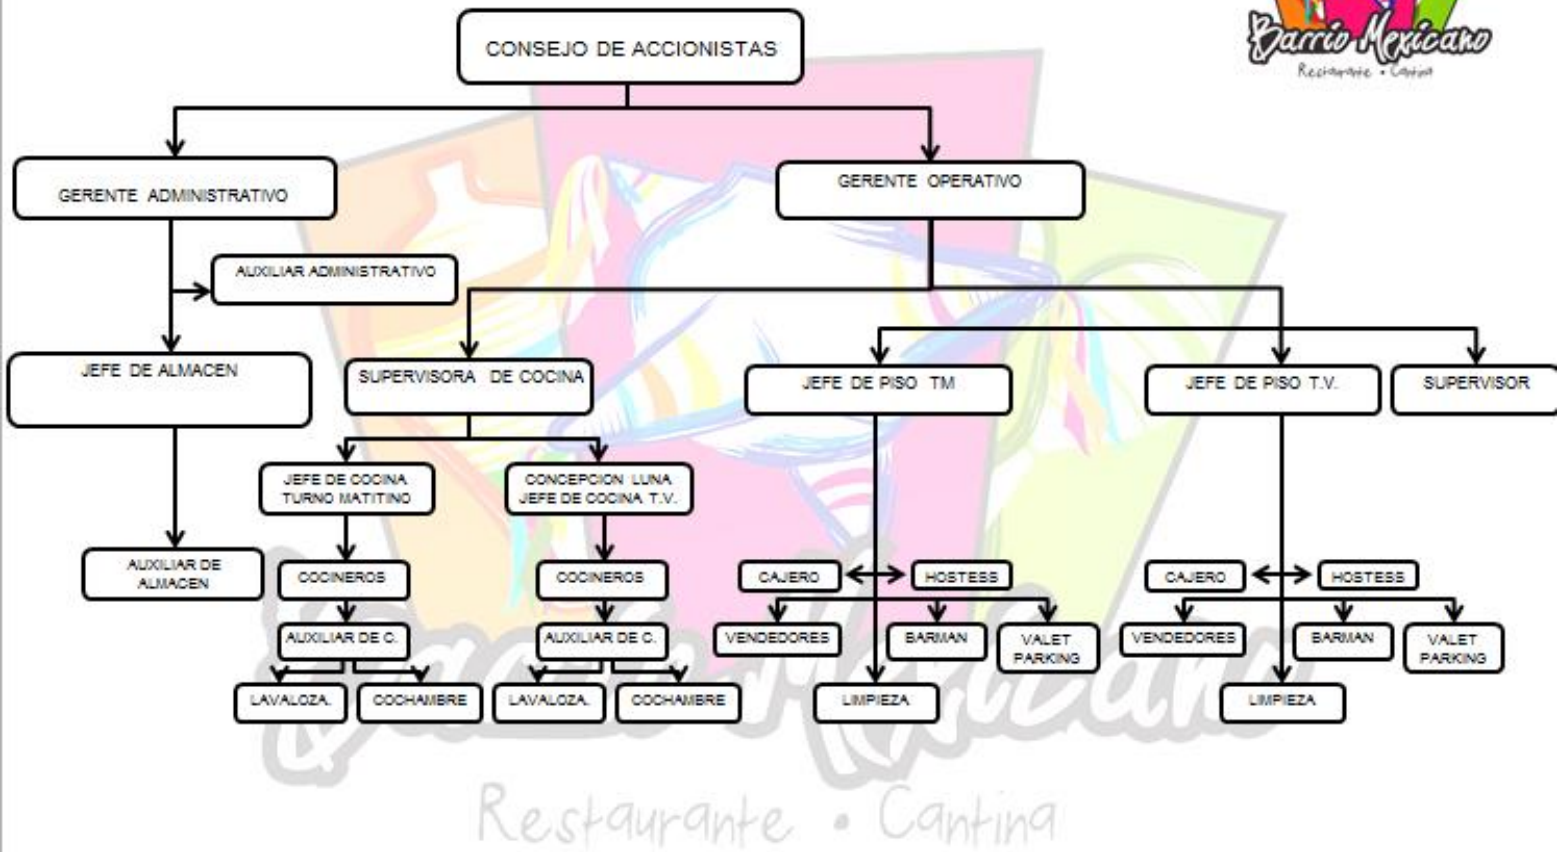 Barrio Mexicano
Restaurante • Cantina
CONSEJO DE ACCIONISTAS
GERENTE ADMINISTRATIVO
GERENTE OPERATIVO
AUXILIAR ADMINISTRATIVO
JEFE DE ALMACEN
SUPERVISORA DE COCINA
JEFE DE PISO TM
JEFE DE PISO T.V.
SUPERVISOR
JEFE DE COCINA
TURNO MATITINO
CONCEPCION LUNA
JEFE DE COCINA T.V.
AUXILIAR DE
ALMACEN
COCINEROS
COCINEROS
CAJERO
HOSTESS
CAJERO
HOSTESS
AUXILIAR DE C.
AUXILIAR DE C.
VENDEDORES
BARMAN
VALET
PARKING
VENDEDORES
BARMAN
VALET
PARKING
LAVALOZA.
COCHAMBRE
LAVALOZA.
COCHAMBRE
LIMPIEZA
LIMPIEZA
Barrio Mexicano
Restaurante • Cantina